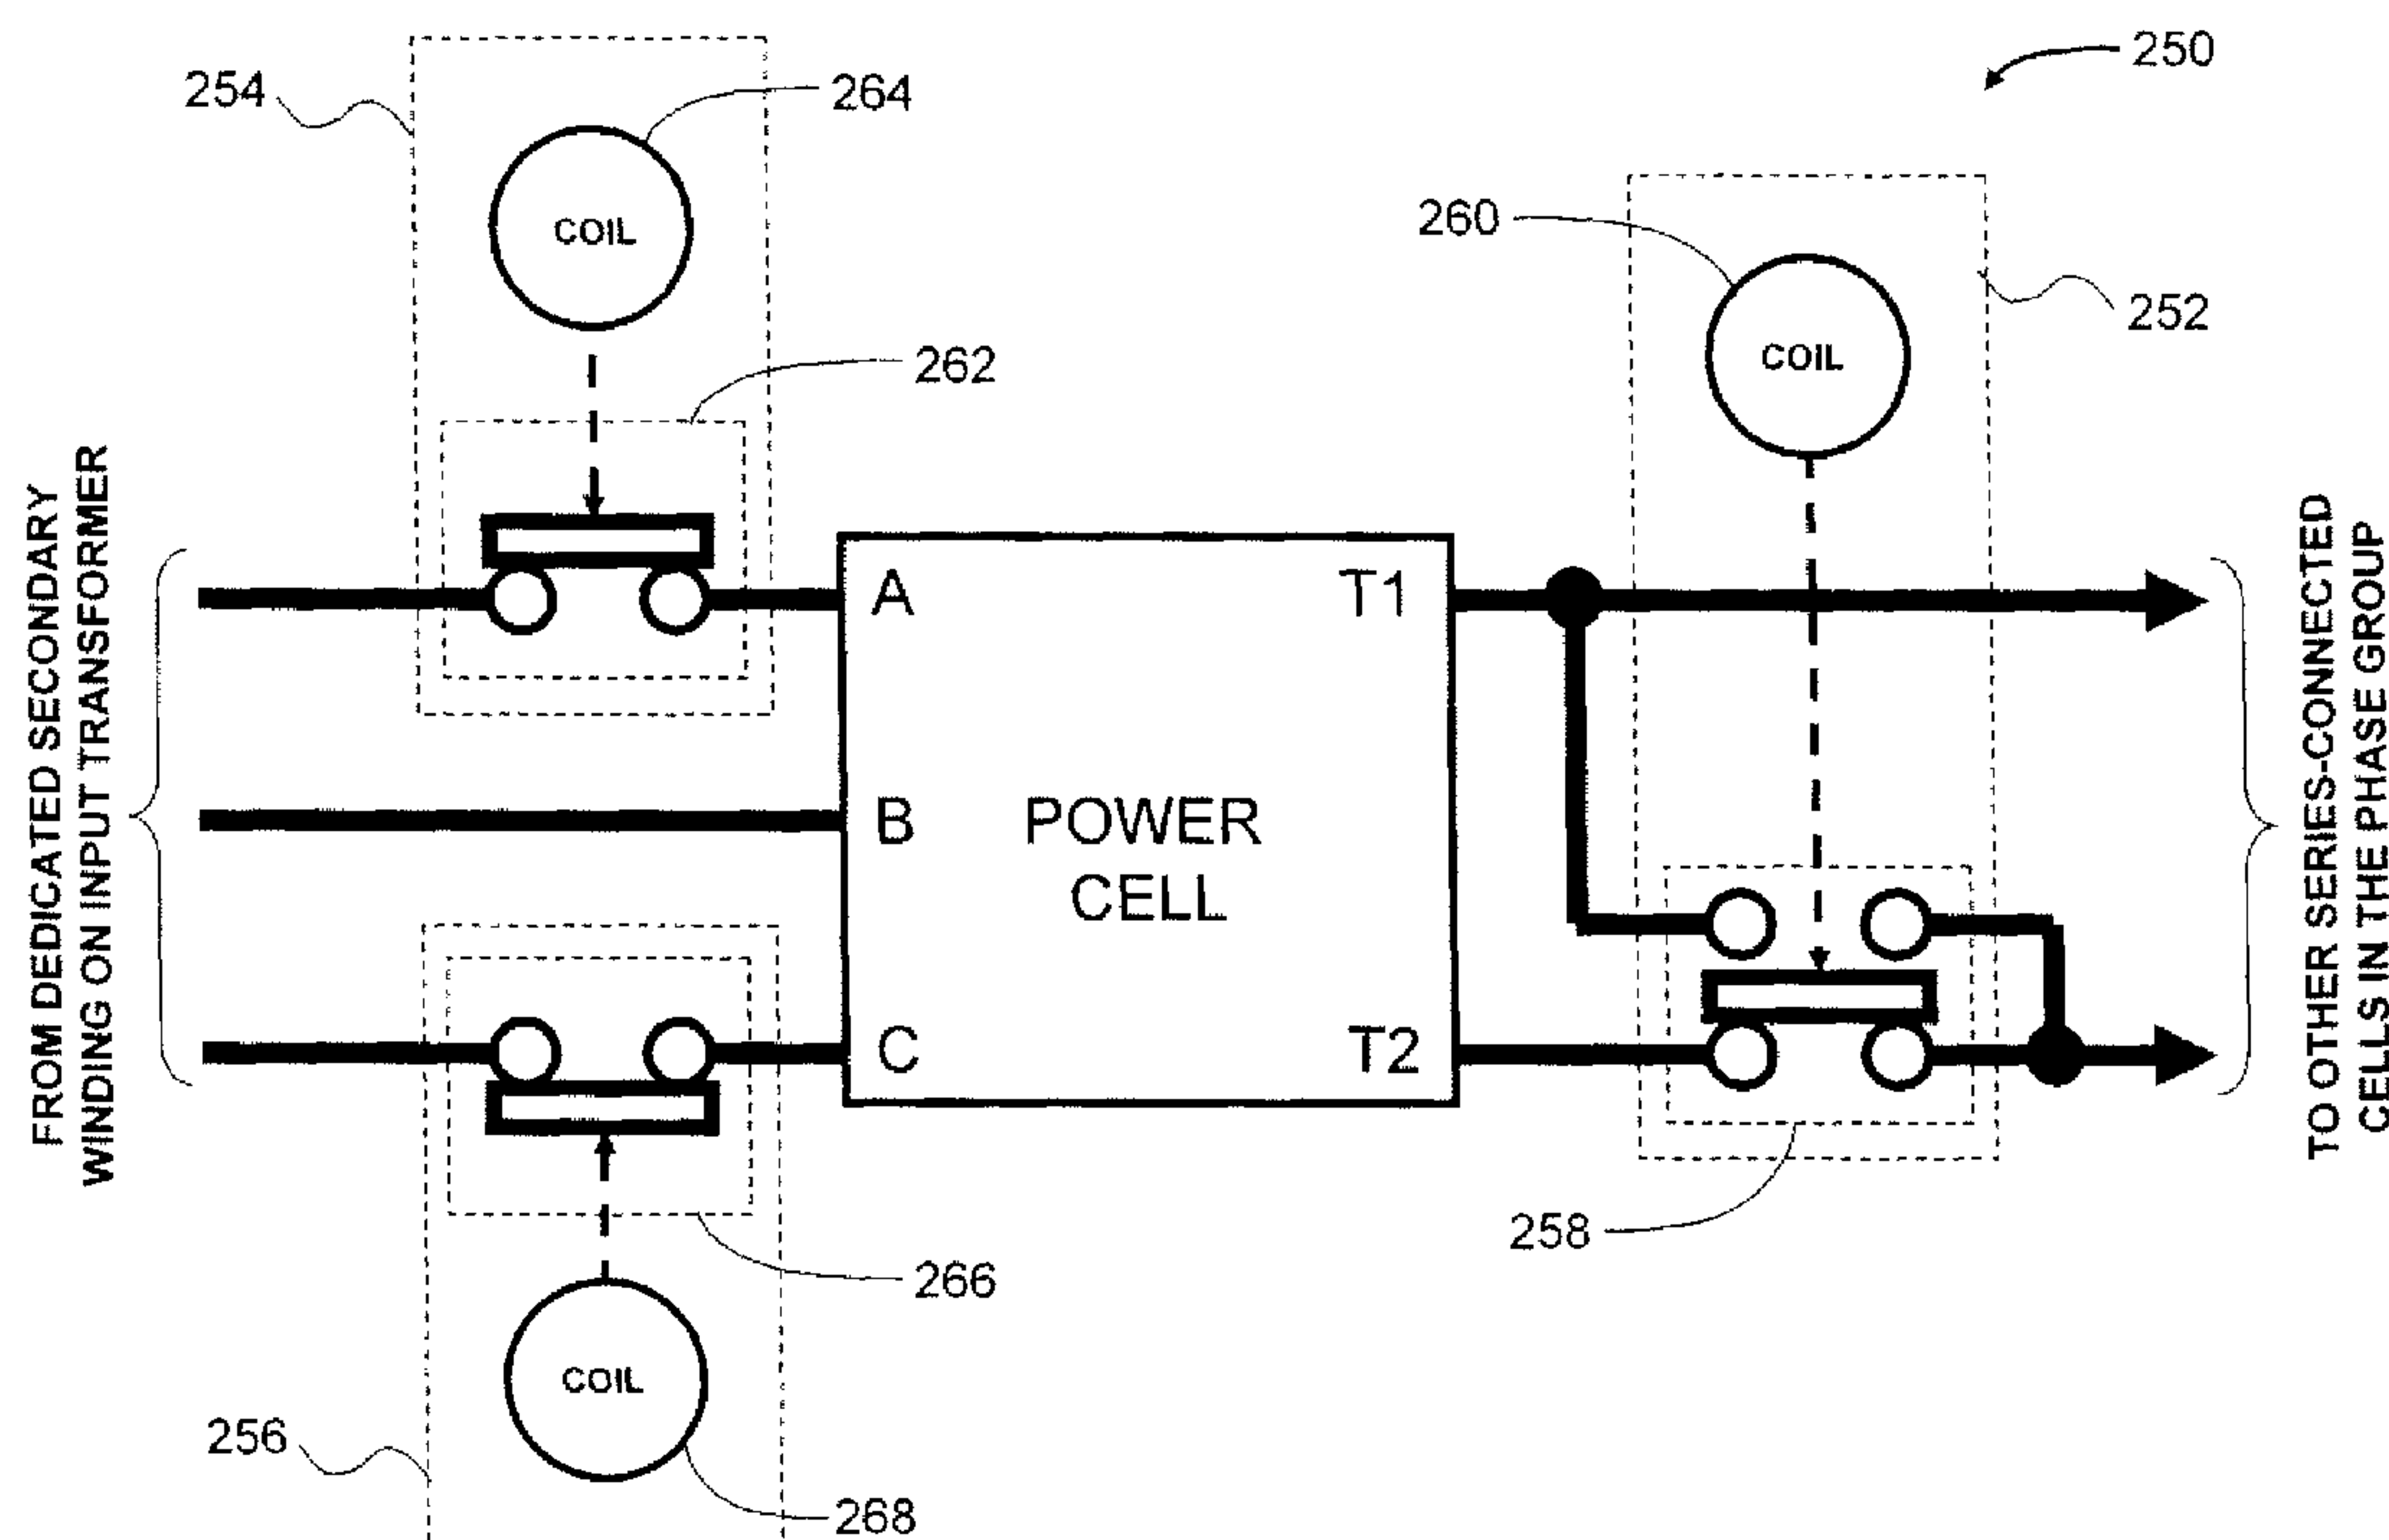 250
254
264
COIL
260
252
COIL
262
FROM DEDICATED SECONDARY
WINDING ON INPUT TRANSFORMER
A
T1
B
POWER
CELL
C
T2
TO OTHER SERIES-CONNECTED
CELLS IN THE PHASE GROUP
258
266
COIL
256
268